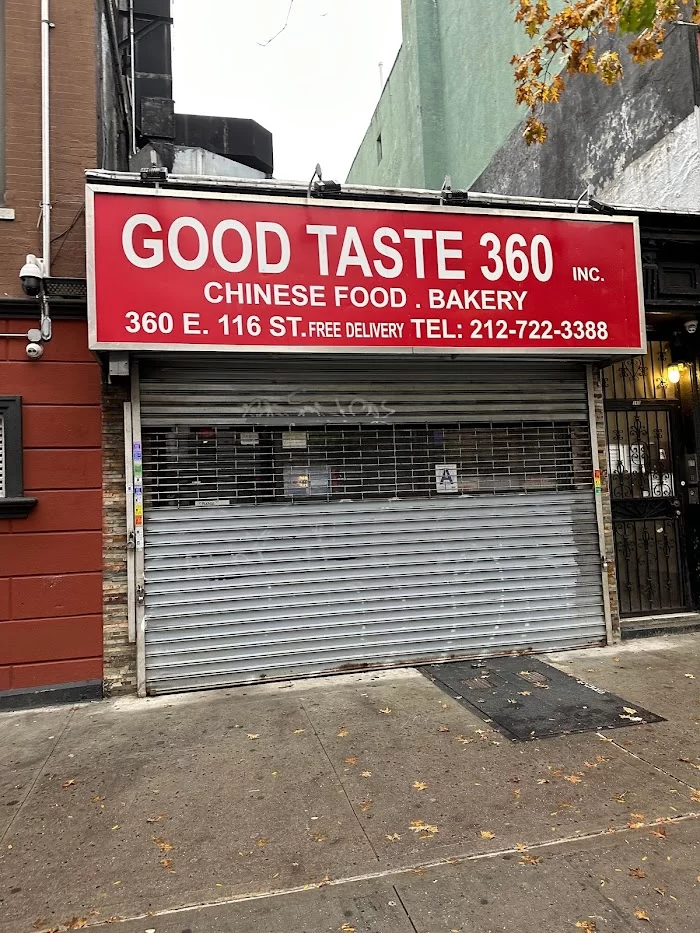 GOOD TASTE 360 INC.
CHINESE FOOD . BAKERY
360 E. 116 ST. FREE DELIVERY TEL: 212-722-3388
A